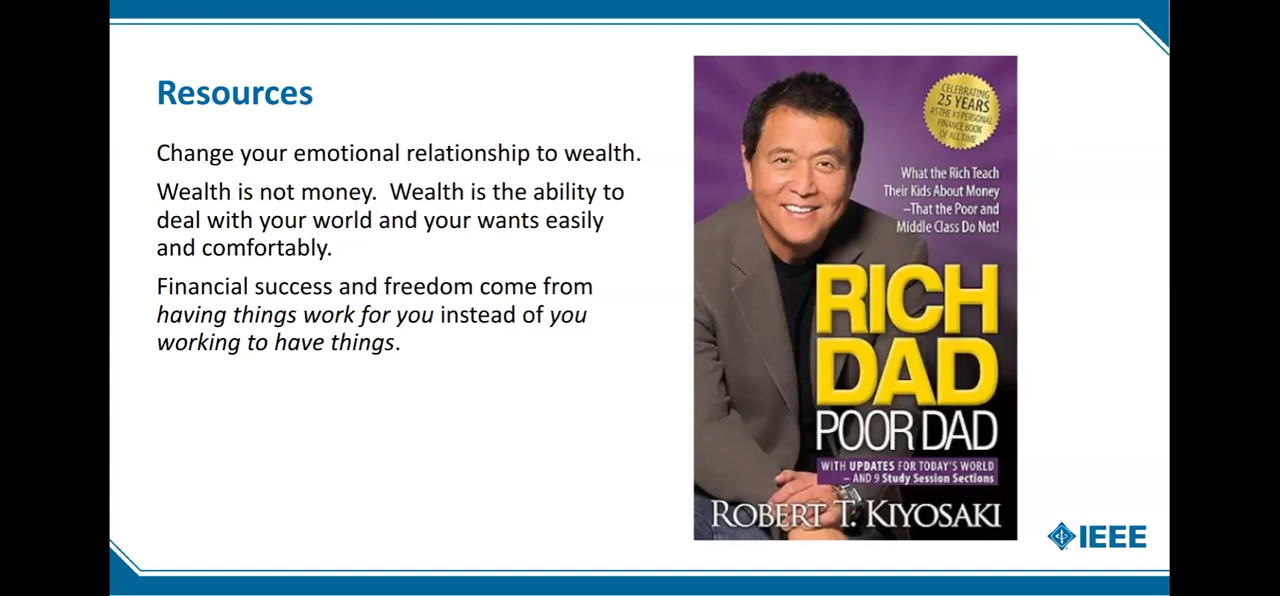 Resources
Change your emotional relationship to wealth.
Wealth is not money.  Wealth is the ability to
deal with your world and your wants easily
and comfortably.
Financial success and freedom come from
having things work for you instead of you
working to have things.
CELEBRATING
25 YEARS
AS THE #1 PERSONAL
FINANCE BOOK
OF ALL TIME
What the Rich Teach
Their Kids About Money
–That the Poor and
Middle Class Do Not!
RICH
DAD
POOR DAD
WITH UPDATES FOR TODAY'S WORLD
– AND 9 Study Session Sections
ROBERT T. KIYOSAKI
IEEE